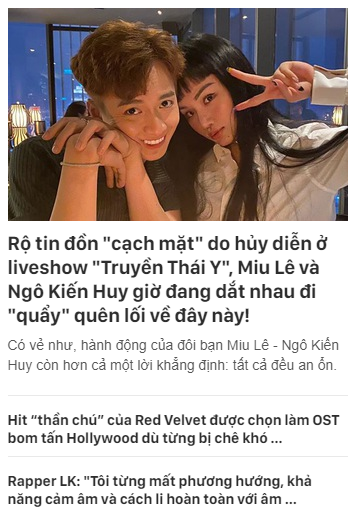 Rộ tin đồn "cạch mặt" do hủy diễn ở
liveshow "Truyền Thái Y", Miu Lê và
Ngô Kiến Huy giờ đang dắt nhau đi
"quẩy" quên lối về đây này!
Có vẻ như, hành động của đôi bạn Miu Lê - Ngô Kiến
Huy còn hơn cả một lời khẳng định: tất cả đều an ổn.
Hit “thần chú” của Red Velvet được chọn làm OST
bom tấn Hollywood dù từng bị chê khó ...
Rapper LK: "Tôi từng mất phương hướng, khả
năng cảm âm và cách li hoàn toàn với âm ...